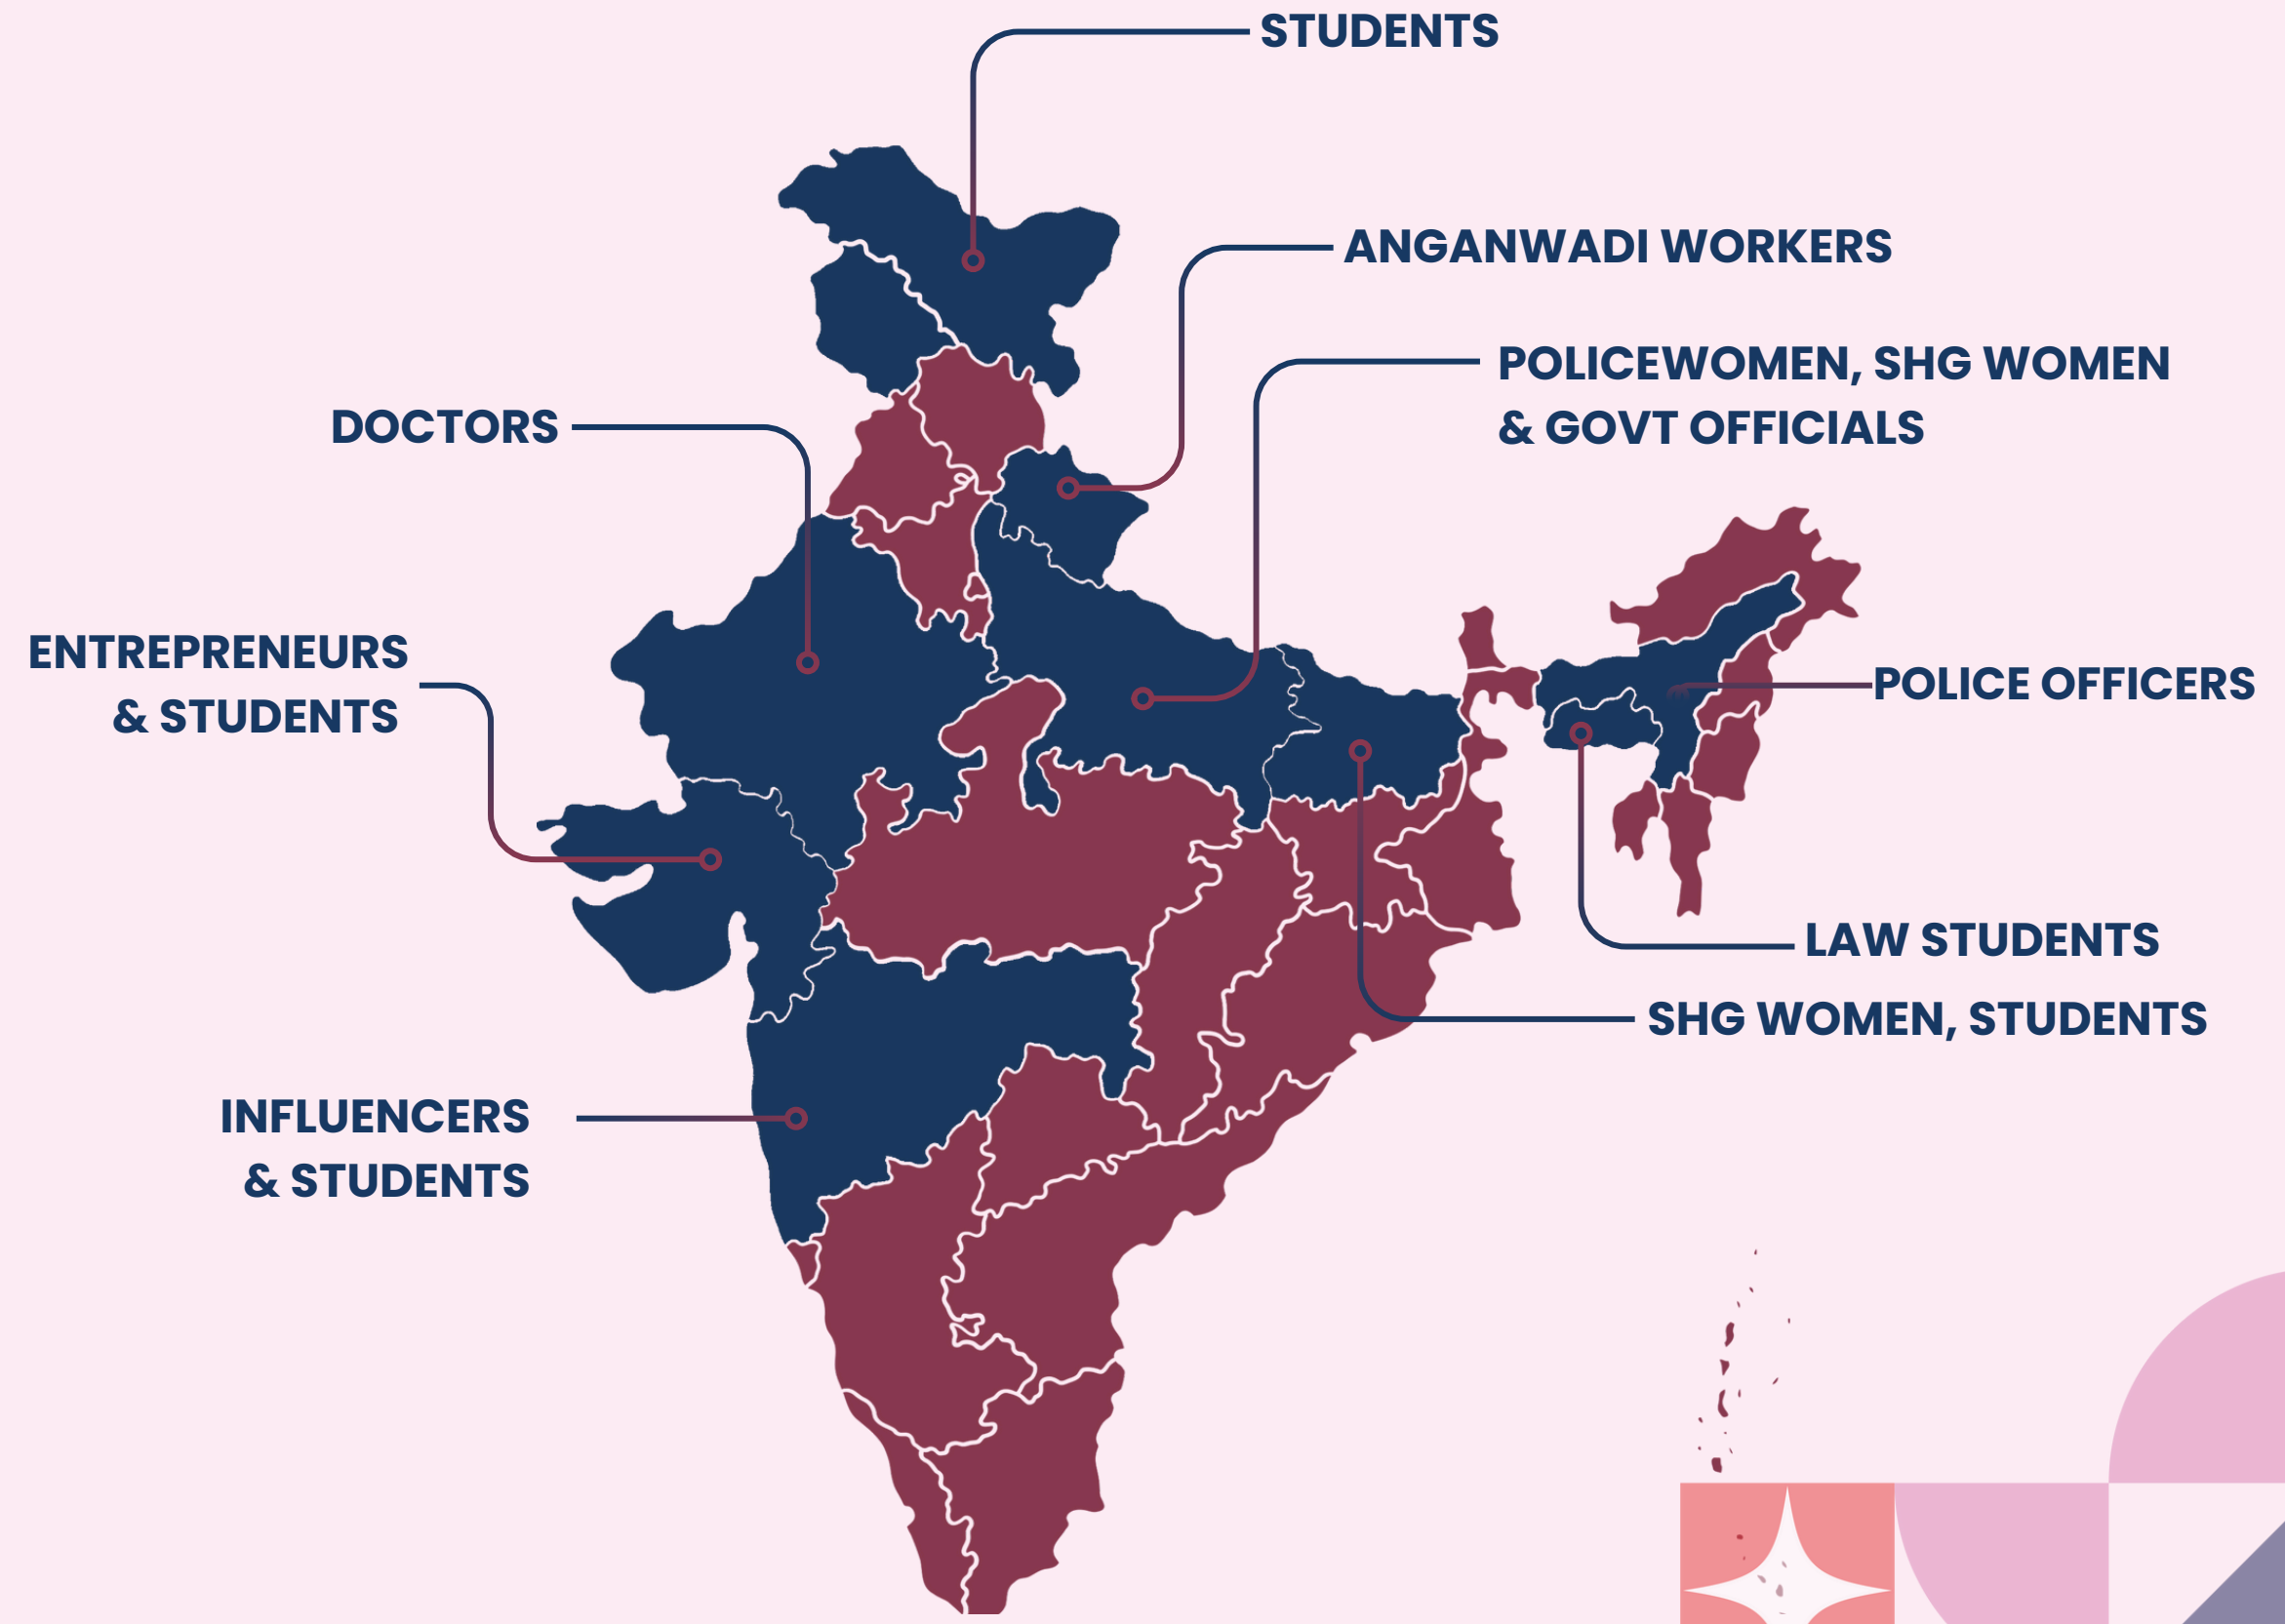 STUDENTS
ANGANWADI WORKERS
POLICEWOMEN, SHG WOMEN
& GOVT OFFICIALS
DOCTORS
ENTREPRENEURS
& STUDENTS
POLICE OFFICERS
LAW STUDENTS
SHG WOMEN, STUDENTS
INFLUENCERS
& STUDENTS